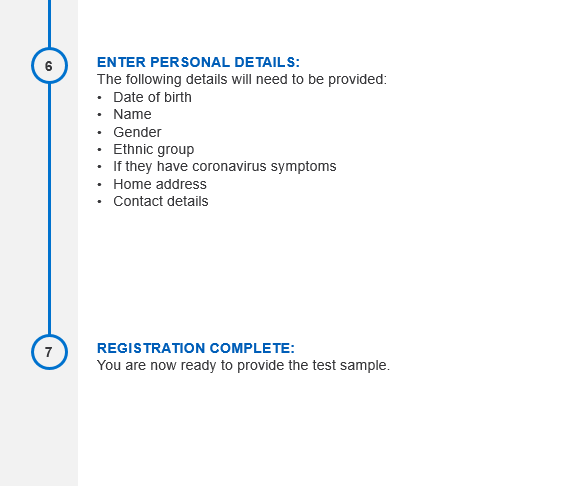 6
ENTER PERSONAL DETAILS:
The following details will need to be provided:
• Date of birth
• Name
• Gender
• Ethnic group
• If they have coronavirus symptoms
• Home address
• Contact details
7
REGISTRATION COMPLETE:
You are now ready to provide the test sample.